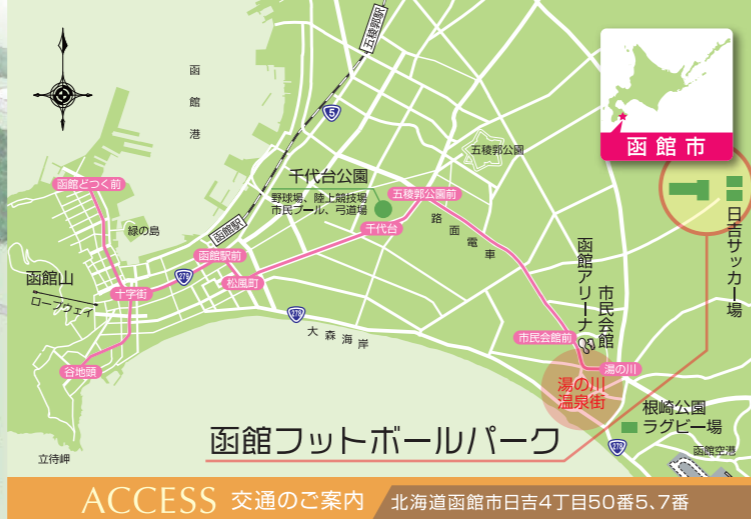 五稜郭駅
函館港
5
函館市
五稜郭公園
千代台公園
野球場、陸上競技場
市民プール、弓道場
五稜郭公園前
千代台
路面電車
函館どつく前
緑の島
函館駅
函館駅前
279
松風町
函館山
ロープウェイ
十字街
278
大森海岸
谷地頭
函館アリーナ
市民会館
日吉サッカー場
市民会館前
湯の川
湯の川
温泉街
根崎公園
ラグビー場
278
函館空港
立待岬
函館フットボールパーク
ACCESS 交通のご案内 北海道函館市日吉4丁目50番5、7番